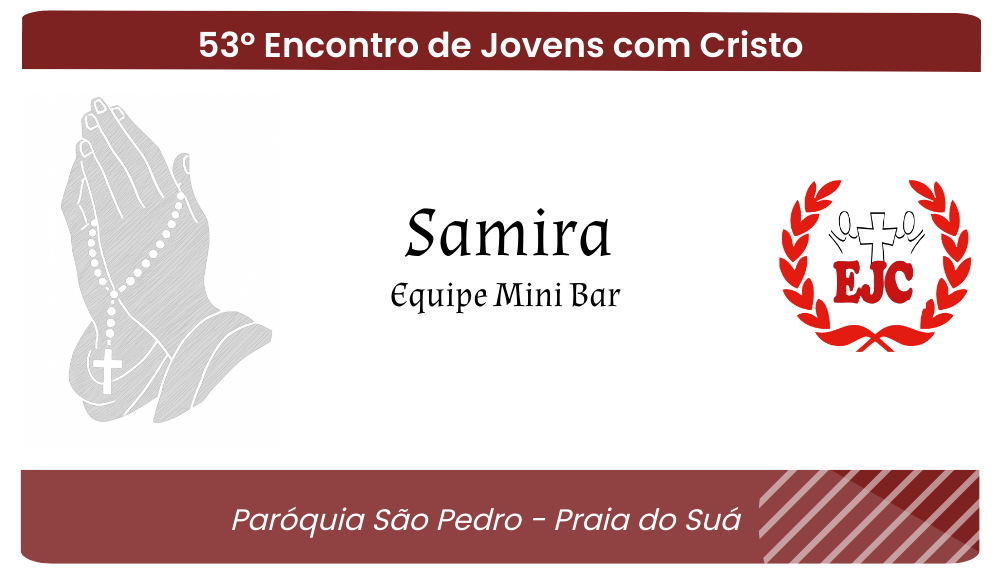 53º Encontro de Jovens com Cristo
Samira
Equipe Mini Bar
EJC
Paróquia São Pedro - Praia do Suá